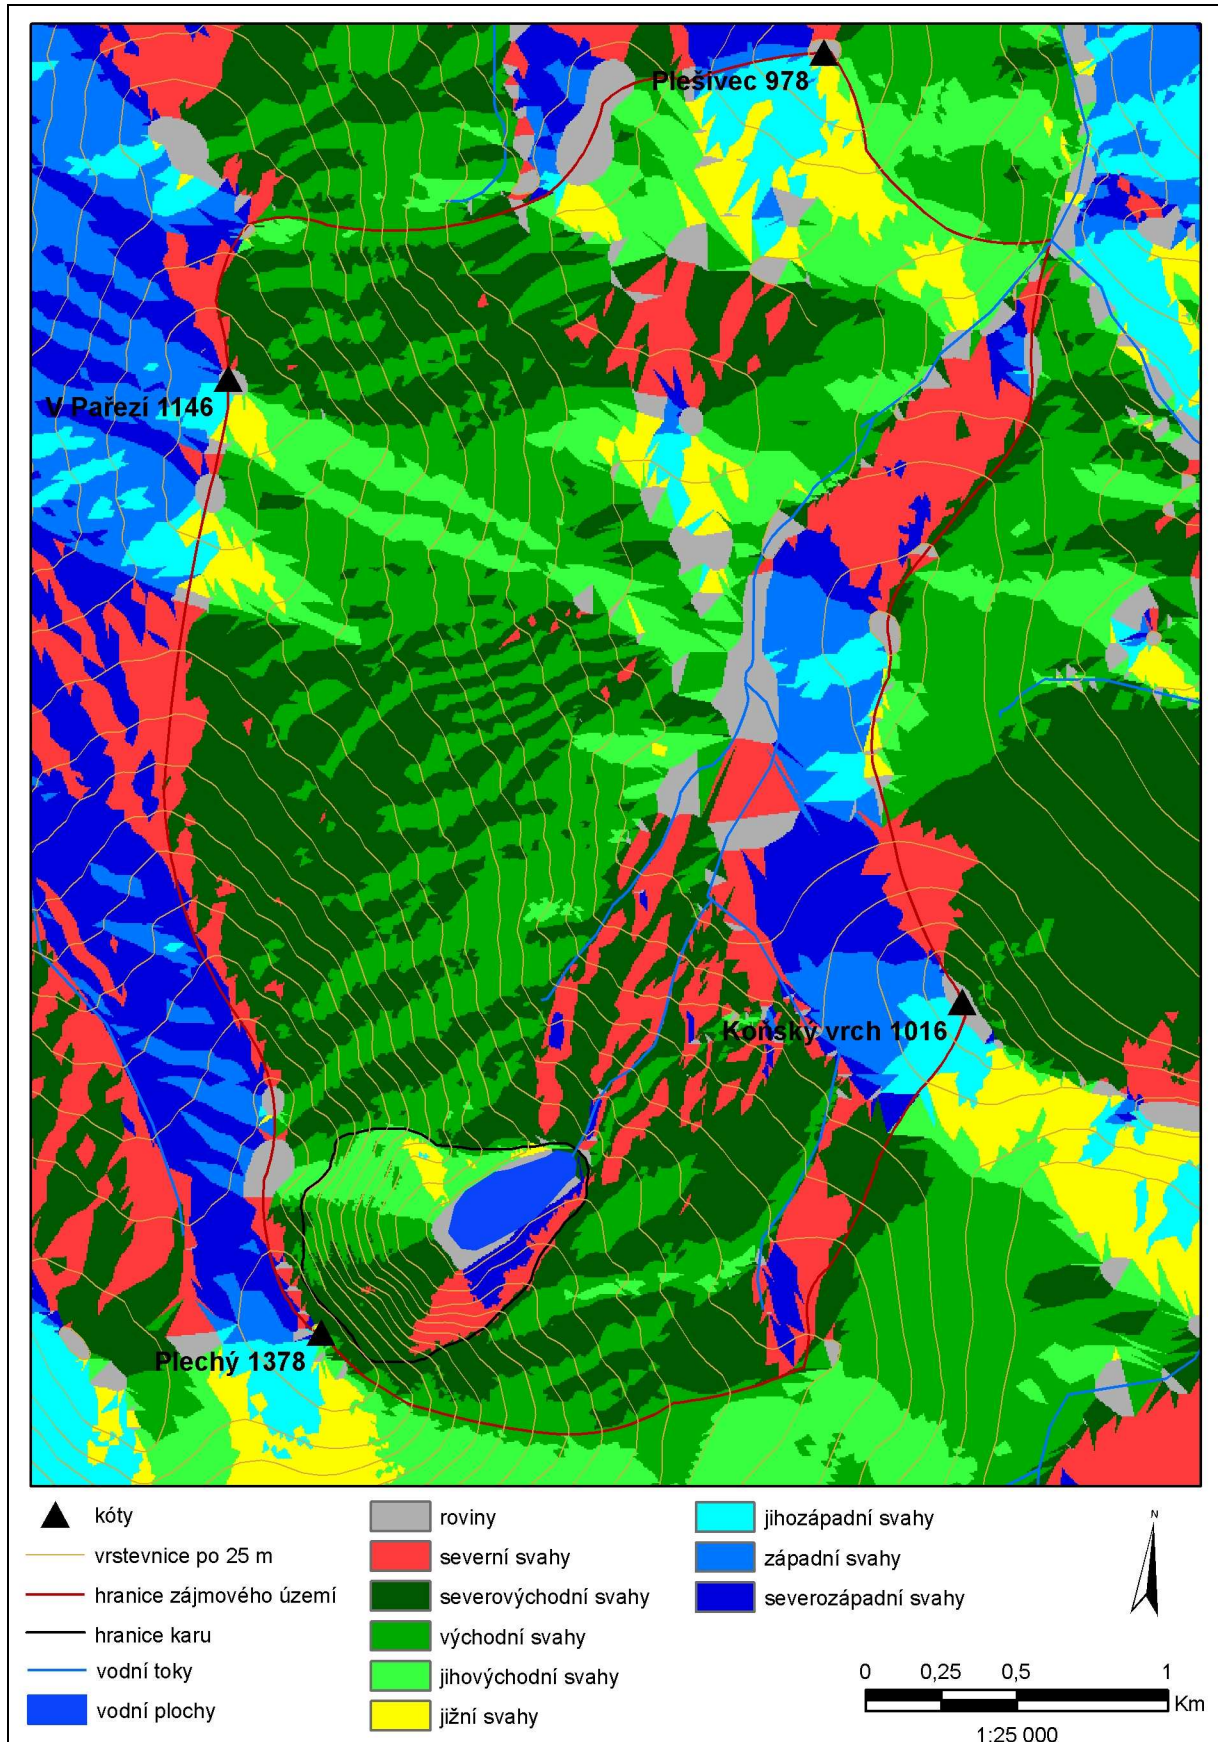 Plešivec 978
V Pařezí 1146
Koňský vrch 1016
Plechý 1378
kóty
vrstevnice po 25 m
hranice zájmového území
hranice karu
vodní toky
vodní plochy
roviny
severní svahy
severovýchodní svahy
východní svahy
jihovýchodní svahy
jižní svahy
jihozápadní svahy
západní svahy
severozápadní svahy
N
0 0,25 0,5 1
Km
1:25 000